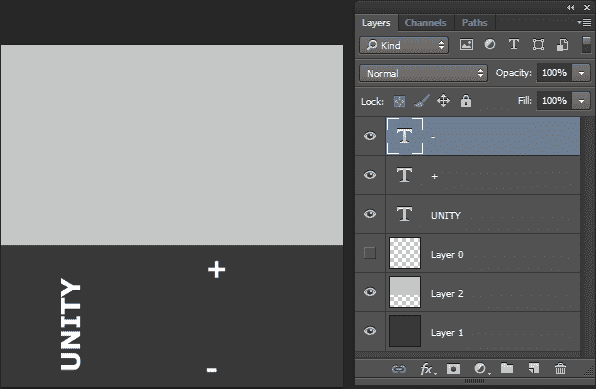 Layers Channels Paths
Kind T
Normal Opacity: 100%
Lock: Fill: 100%
T -
T +
T UNITY
Layer 0
Layer 2
Layer 1
fx
+
-
UNITY